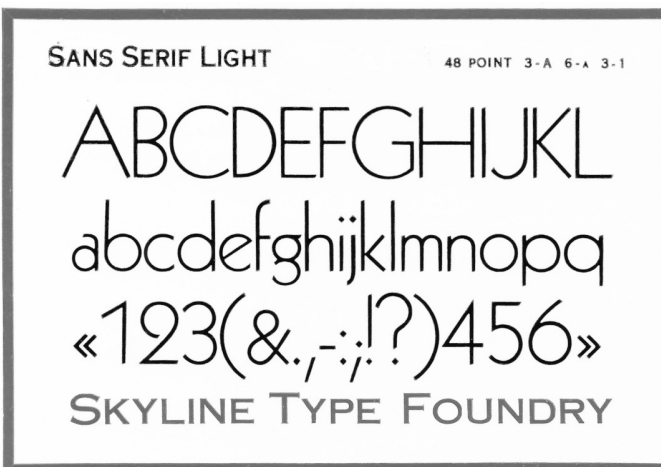 SANS SERIF LIGHT
48 POINT 3-A 6-A 3-1
ABCDEFGHIJKL
abcdefghijklmnopq
«123(&.,-:;!?)456»
SKYLINE TYPE FOUNDRY